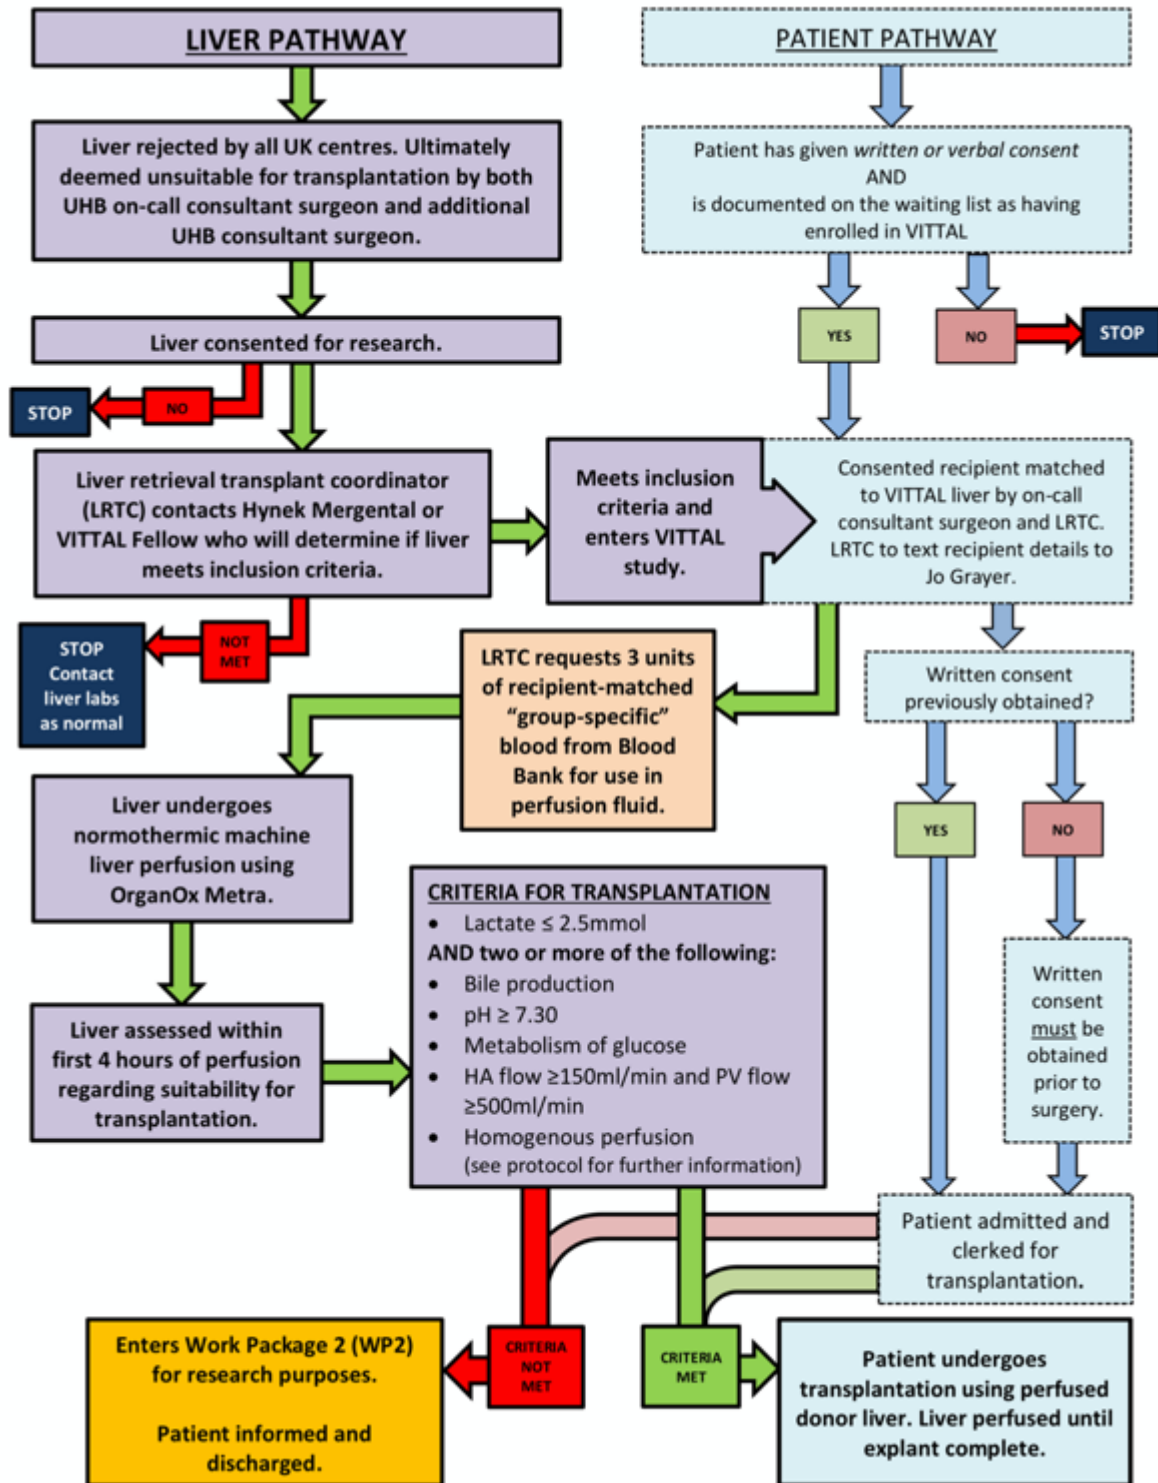 LIVER PATHWAY
PATIENT PATHWAY
Liver rejected by all UK centres. Ultimately
deemed unsuitable for transplantation by both
UHB on-call consultant surgeon and additional
UHB consultant surgeon.
Patient has given written or verbal consent
AND
is documented on the waiting list as having
enrolled in VITTAL
YES
NO
STOP
Liver consented for research.
NO
STOP
Liver retrieval transplant coordinator
(LRTC) contacts Hynek Mergental or
VITTAL Fellow who will determine if liver
meets inclusion criteria.
Meets inclusion
criteria and
enters VITTAL
study.
Consented recipient matched
to VITTAL liver by on-call
consultant surgeon and LRTC.
LRTC to text recipient details to
Jo Grayer.
NOT
MET
STOP
Contact
liver labs
as normal
LRTC requests 3 units
of recipient-matched
“group-specific”
blood from Blood
Bank for use in
perfusion fluid.
Written consent
previously obtained?
YES
NO
Liver undergoes
normothermic machine
liver perfusion using
OrganOx Metra.
Liver assessed within
first 4 hours of perfusion
regarding suitability for
transplantation.
CRITERIA FOR TRANSPLANTATION
• Lactate ≤ 2.5mmol
AND two or more of the following:
• Bile production
• pH ≥ 7.30
• Metabolism of glucose
• HA flow ≥150ml/min and PV flow
≥500ml/min
• Homogenous perfusion
(see protocol for further information)
Written
consent
must be
obtained
prior to
surgery.
Patient admitted and
clerked for
transplantation.
CRITERIA
NOT
MET
CRITERIA
MET
Enters Work Package 2 (WP2)
for research purposes.
Patient informed and
discharged.
Patient undergoes
transplantation using perfused
donor liver. Liver perfused until
explant complete.